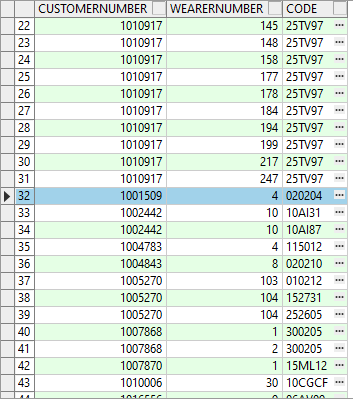 CUSTOMERNUMBER WEARERNUMBER CODE
22 1010917 145 25TV97 ...
23 1010917 148 25TV97 ...
24 1010917 158 25TV97 ...
25 1010917 177 25TV97 ...
26 1010917 178 25TV97 ...
27 1010917 184 25TV97 ...
28 1010917 194 25TV97 ...
29 1010917 199 25TV97 ...
30 1010917 217 25TV97 ...
31 1010917 247 25TV97 ...
32 1001509 4 020204 ...
33 1002442 10 10AI31 ...
34 1002442 10 10AI87 ...
35 1004783 4 115012 ...
36 1004843 8 020210 ...
37 1005270 103 010212 ...
38 1005270 104 152731 ...
39 1005270 104 252605 ...
40 1007868 1 300205 ...
41 1007868 2 300205 ...
42 1007870 1 15ML12 ...
43 1010006 30 10CGCF ...